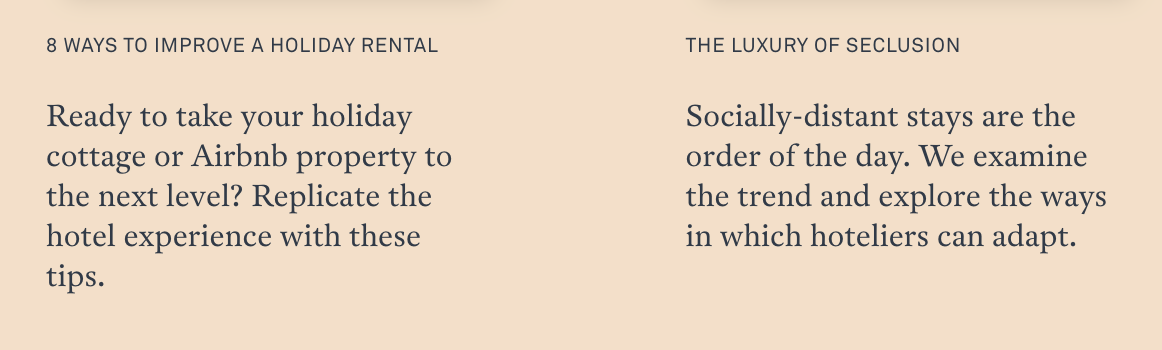 8 WAYS TO IMPROVE A HOLIDAY RENTAL
Ready to take your holiday
cottage or Airbnb property to
the next level? Replicate the
hotel experience with these
tips.
THE LUXURY OF SECLUSION
Socially-distant stays are the
order of the day. We examine
the trend and explore the ways
in which hoteliers can adapt.